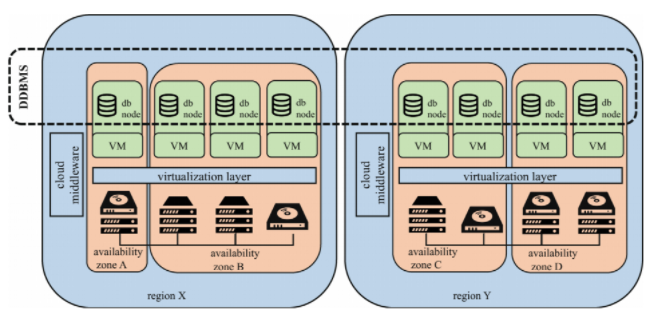 DDBMS
db
node
db
node
db
node
db
node
VM
VM
VM
VM
cloud
middleware
virtualization layer
availability
zone A
availability
zone B
region X
db
node
db
node
db
node
db
node
VM
VM
VM
VM
cloud
middleware
virtualization layer
availability
zone C
availability
zone D
region Y